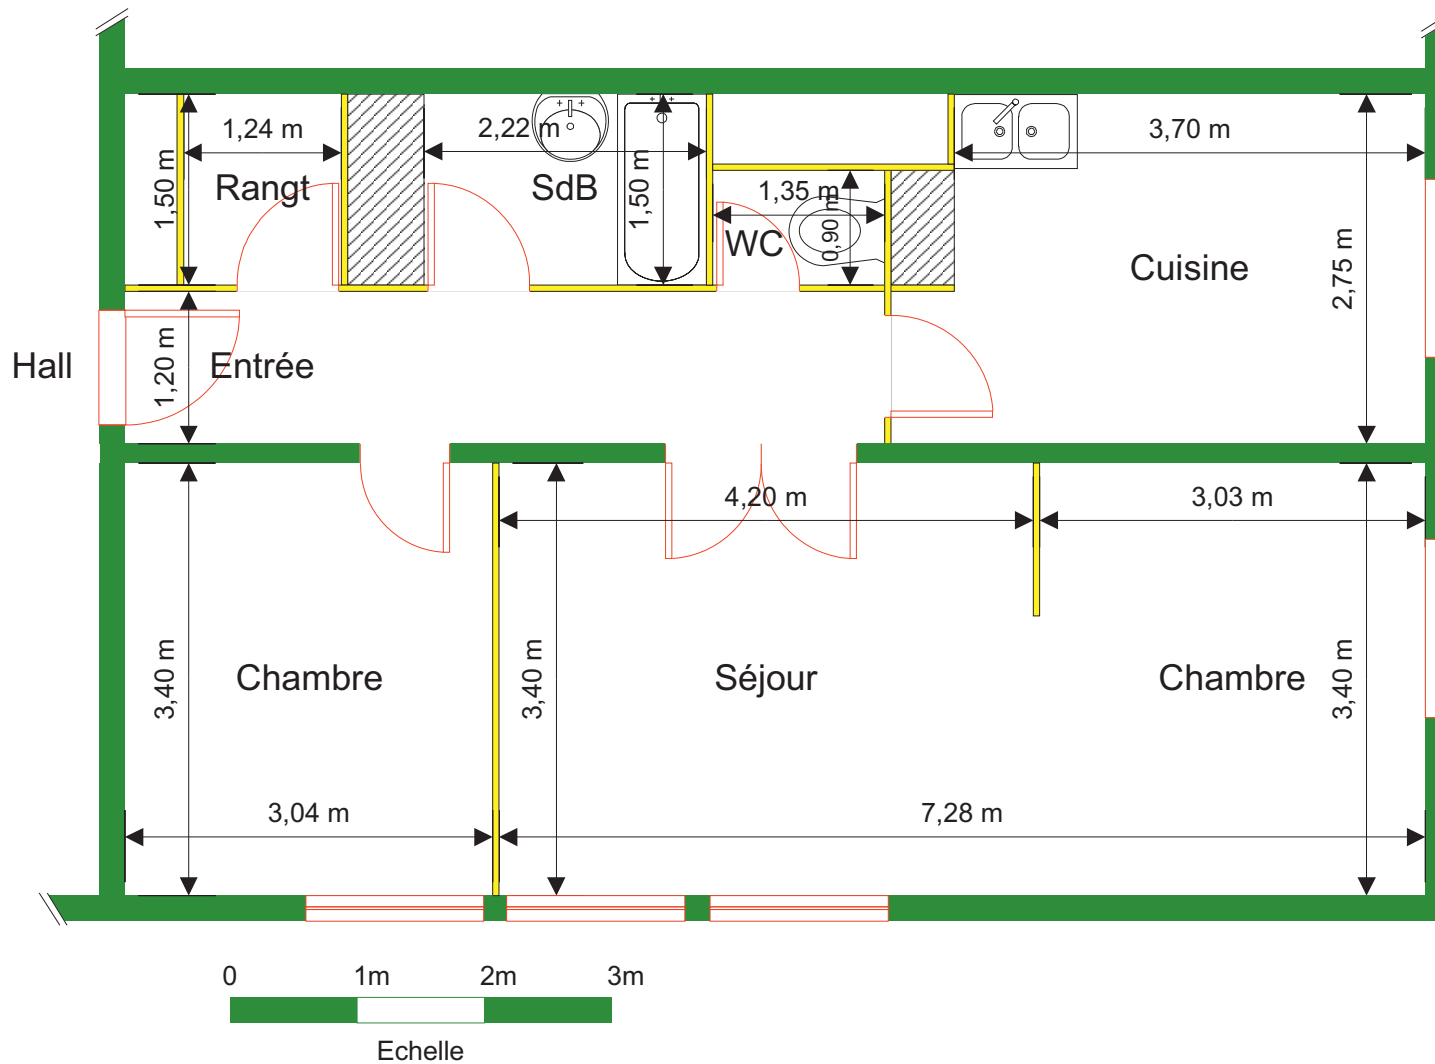 1,24 m
2,22 m
3,70 m
1,50 m
Rangt
SdB
1,50 m
1,35 m
0,90 m
WC
Cuisine
2,75 m
Hall
1,20 m
Entrée
4,20 m
3,03 m
3,40 m
Chambre
3,40 m
Séjour
Chambre
3,40 m
3,04 m
7,28 m
0 1m 2m 3m
Echelle